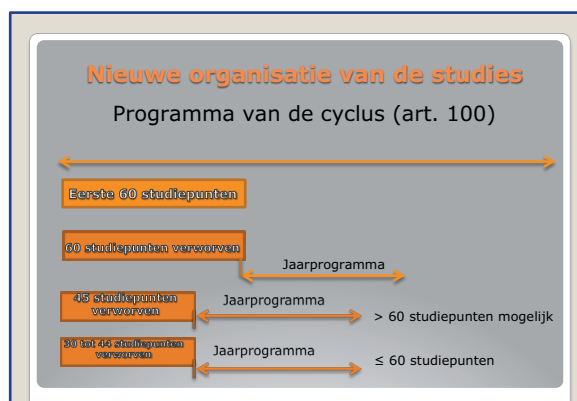 Nieuwe organisatie van de studies
Programma van de cyclus (art. 100)
Eerste 60 studiepunten
60 studiepunten verworven
Jaarprogramma
45 studiepunten
verworven
Jaarprogramma
> 60 studiepunten mogelijk
30 tot 44 studiepunten
verworven
Jaarprogramma
≤ 60 studiepunten